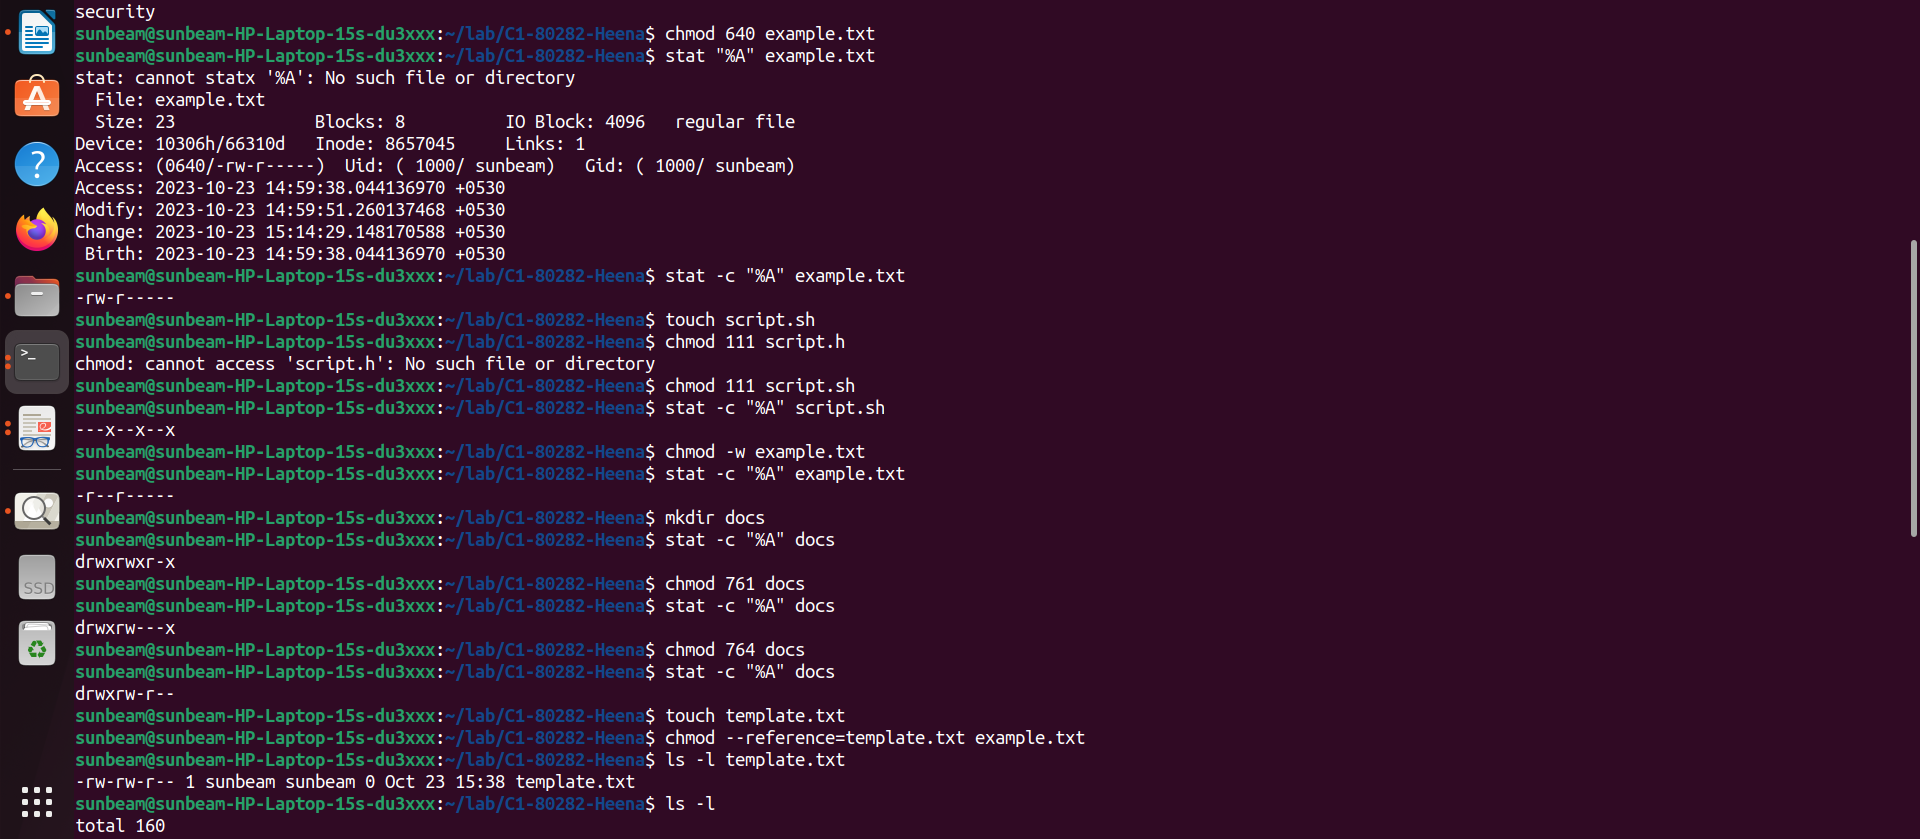 security
sunbeam@sunbeam-HP-Laptop-15s-du3xxx:~/lab/C1-80282-Heena$ chmod 640 example.txt
sunbeam@sunbeam-HP-Laptop-15s-du3xxx:~/lab/C1-80282-Heena$ stat "%A" example.txt
stat: cannot statx '%A': No such file or directory
  File: example.txt
  Size: 23              Blocks: 8          IO Block: 4096   regular file
Device: 10306h/66310d   Inode: 8657045     Links: 1
Access: (0640/-rw-r-----)  Uid: ( 1000/ sunbeam)   Gid: ( 1000/ sunbeam)
Access: 2023-10-23 14:59:38.044136970 +0530
Modify: 2023-10-23 14:59:51.260137468 +0530
Change: 2023-10-23 15:14:29.148170588 +0530
 Birth: 2023-10-23 14:59:38.044136970 +0530
sunbeam@sunbeam-HP-Laptop-15s-du3xxx:~/lab/C1-80282-Heena$ stat -c "%A" example.txt
-rw-r-----
sunbeam@sunbeam-HP-Laptop-15s-du3xxx:~/lab/C1-80282-Heena$ touch script.sh
sunbeam@sunbeam-HP-Laptop-15s-du3xxx:~/lab/C1-80282-Heena$ chmod 111 script.h
chmod: cannot access 'script.h': No such file or directory
sunbeam@sunbeam-HP-Laptop-15s-du3xxx:~/lab/C1-80282-Heena$ chmod 111 script.sh
sunbeam@sunbeam-HP-Laptop-15s-du3xxx:~/lab/C1-80282-Heena$ stat -c "%A" script.sh
---x--x--x
sunbeam@sunbeam-HP-Laptop-15s-du3xxx:~/lab/C1-80282-Heena$ chmod -w example.txt
sunbeam@sunbeam-HP-Laptop-15s-du3xxx:~/lab/C1-80282-Heena$ stat -c "%A" example.txt
-r--r-----
sunbeam@sunbeam-HP-Laptop-15s-du3xxx:~/lab/C1-80282-Heena$ mkdir docs
sunbeam@sunbeam-HP-Laptop-15s-du3xxx:~/lab/C1-80282-Heena$ stat -c "%A" docs
drwxrwxr-x
sunbeam@sunbeam-HP-Laptop-15s-du3xxx:~/lab/C1-80282-Heena$ chmod 761 docs
sunbeam@sunbeam-HP-Laptop-15s-du3xxx:~/lab/C1-80282-Heena$ stat -c "%A" docs
drwxrw---x
sunbeam@sunbeam-HP-Laptop-15s-du3xxx:~/lab/C1-80282-Heena$ chmod 764 docs
sunbeam@sunbeam-HP-Laptop-15s-du3xxx:~/lab/C1-80282-Heena$ stat -c "%A" docs
drwxrw-r--
sunbeam@sunbeam-HP-Laptop-15s-du3xxx:~/lab/C1-80282-Heena$ touch template.txt
sunbeam@sunbeam-HP-Laptop-15s-du3xxx:~/lab/C1-80282-Heena$ chmod --reference=template.txt example.txt
sunbeam@sunbeam-HP-Laptop-15s-du3xxx:~/lab/C1-80282-Heena$ ls -l template.txt
-rw-rw-r-- 1 sunbeam sunbeam 0 Oct 23 15:38 template.txt
sunbeam@sunbeam-HP-Laptop-15s-du3xxx:~/lab/C1-80282-Heena$ ls -l
total 160
SSD